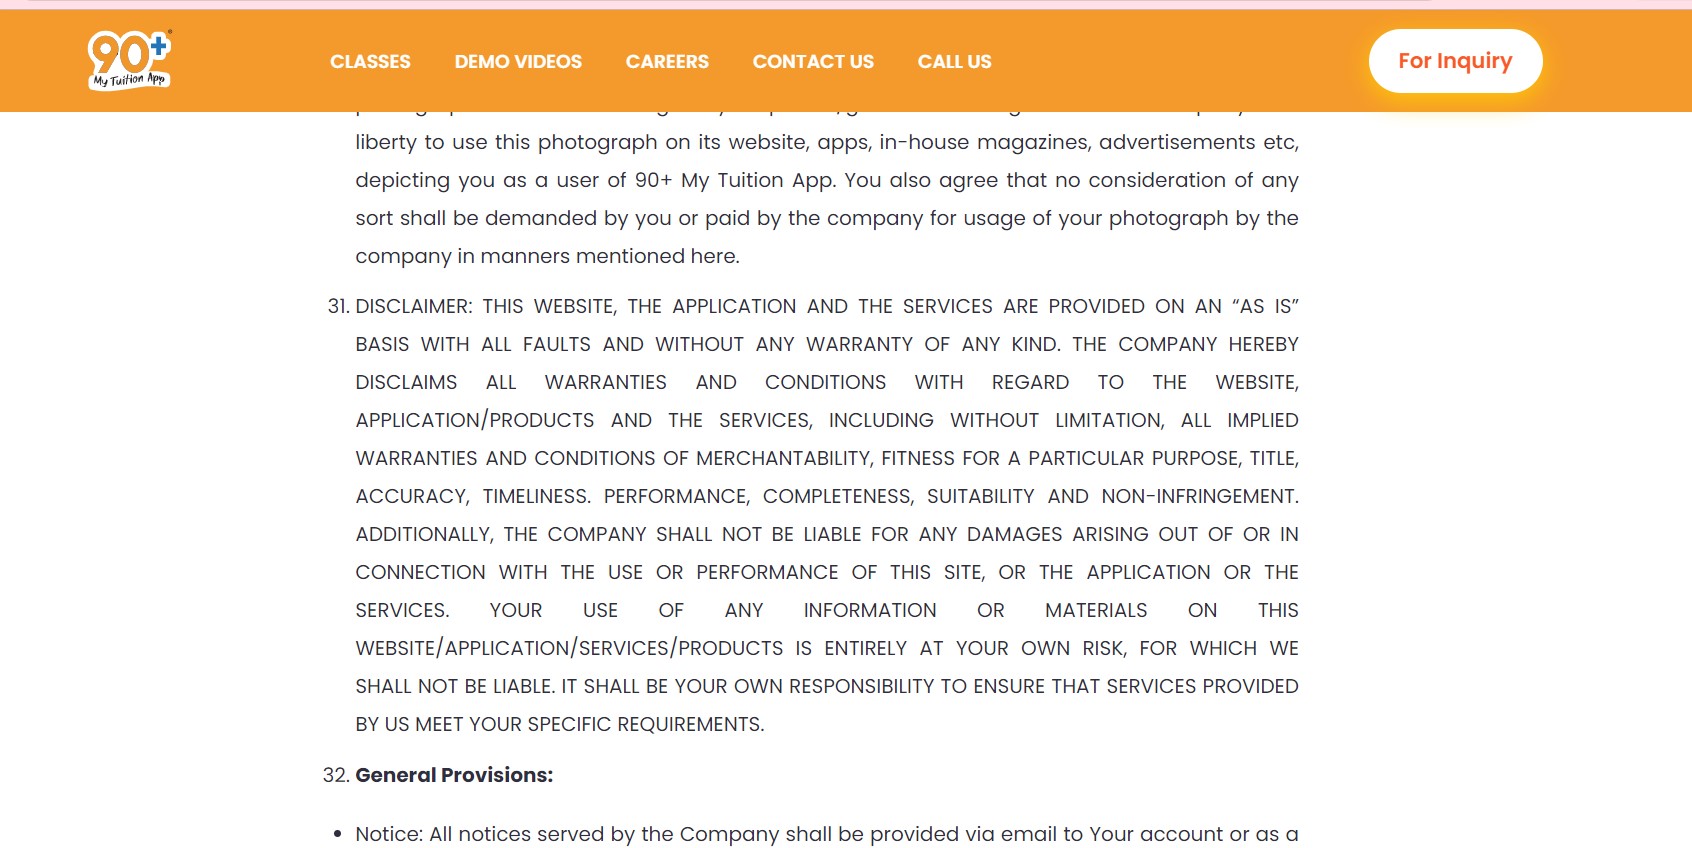 90+
My Tuition App
CLASSES
DEMO VIDEOS
CAREERS
CONTACT US
CALL US
For Inquiry
liberty to use this photograph on its website, apps, in-house magazines, advertisements etc,
depicting you as a user of 90+ My Tuition App. You also agree that no consideration of any
sort shall be demanded by you or paid by the company for usage of your photograph by the
company in manners mentioned here.
31. DISCLAIMER: THIS WEBSITE, THE APPLICATION AND THE SERVICES ARE PROVIDED ON AN “AS IS”
BASIS WITH ALL FAULTS AND WITHOUT ANY WARRANTY OF ANY KIND. THE COMPANY HEREBY
DISCLAIMS ALL WARRANTIES AND CONDITIONS WITH REGARD TO THE WEBSITE,
APPLICATION/PRODUCTS AND THE SERVICES, INCLUDING WITHOUT LIMITATION, ALL IMPLIED
WARRANTIES AND CONDITIONS OF MERCHANTABILITY, FITNESS FOR A PARTICULAR PURPOSE, TITLE,
ACCURACY, TIMELINESS. PERFORMANCE, COMPLETENESS, SUITABILITY AND NON-INFRINGEMENT.
ADDITIONALLY, THE COMPANY SHALL NOT BE LIABLE FOR ANY DAMAGES ARISING OUT OF OR IN
CONNECTION WITH THE USE OR PERFORMANCE OF THIS SITE, OR THE APPLICATION OR THE
SERVICES. YOUR USE OF ANY INFORMATION OR MATERIALS ON THIS
WEBSITE/APPLICATION/SERVICES/PRODUCTS IS ENTIRELY AT YOUR OWN RISK, FOR WHICH WE
SHALL NOT BE LIABLE. IT SHALL BE YOUR OWN RESPONSIBILITY TO ENSURE THAT SERVICES PROVIDED
BY US MEET YOUR SPECIFIC REQUIREMENTS.
32. General Provisions:
• Notice: All notices served by the Company shall be provided via email to Your account or as a